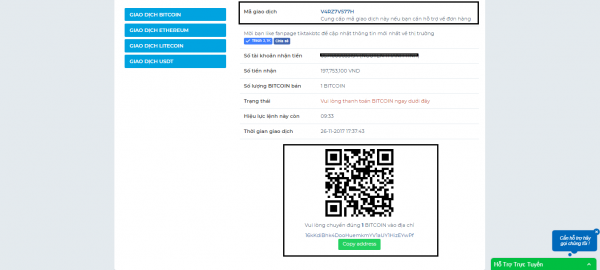 GIAO DỊCH BITCOIN
GIAO DỊCH ETHEREUM
GIAO DỊCH LITECOIN
GIAO DỊCH USDT
Mã giao dịch V4RZ7V577H
Cung cấp mã giao dịch này nếu bạn cần hỗ trợ về đơn hàng
Mời bạn like fanpage tiktakbtc để cập nhật thông tin mới nhất về thị trường
Chia sẻ
Số tài khoản nhận tiền
Số tiền nhận 197,753,100 VND
Số lượng BITCOIN bán 1 BITCOIN
Trạng thái Vui lòng thanh toán BITCOIN ngay dưới đây
Hiệu lực lệnh này còn 09:33
Thời gian giao dịch 26-11-2017 17:37:43
Vui lòng chuyển đúng 1 BITCOIN vào địa chỉ
Copy address
Cần hỗ trợ hãy
gọi chúng tôi !
Hỗ Trợ Trực Tuyến